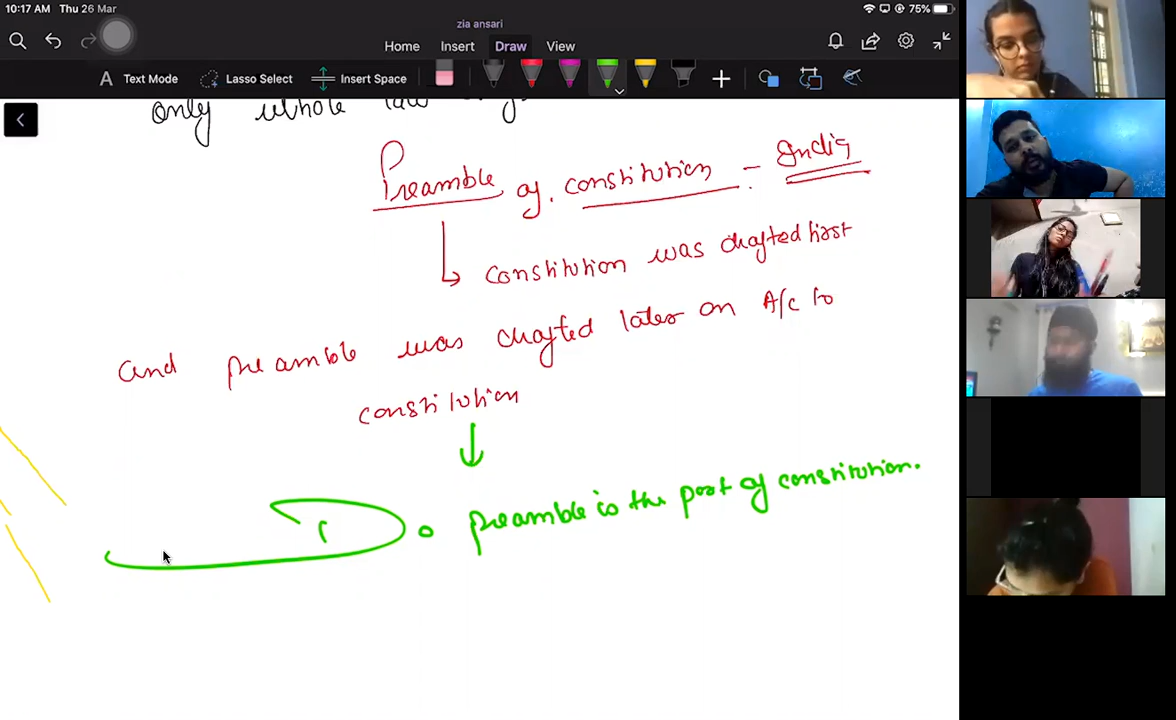 10:17 AM Thu 26 Mar
75%
zia ansari
Home Insert Draw View
Text Mode Lasso Select Insert Space
only whole law
Preamble of constitution - India
constitution was drafted first
and preamble was drafted later on A/c to
constitution
preamble is the part of constitution.